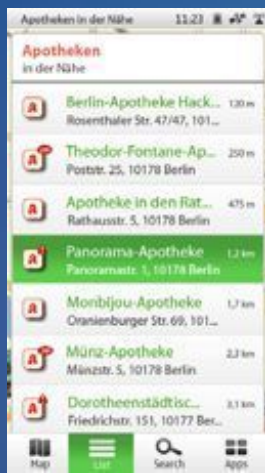 Apotheken in der Nähe 11:23
Apotheken
in der Nähe
Berlin-Apotheke Hack... 120 m
Rosenthaler Str. 47/47, 101...
Theodor-Fontane-Ap... 250 m
Poststr. 25, 10178 Berlin
Apotheke in den Rat... 475 m
Rathausstr. 5, 10178 Berlin
Panorama-Apotheke 1,2 km
Panoramastr. 1, 10178 Berlin
Monbijou-Apotheke 1,7 km
Oranienburger Str. 69, 101...
Münz-Apotheke 2,2 km
Münzstr. 5, 10178 Berlin
Dorotheenstädtisc... 3,1 km
Friedrichstr. 151, 10177 Ber...
Map List Search Apps